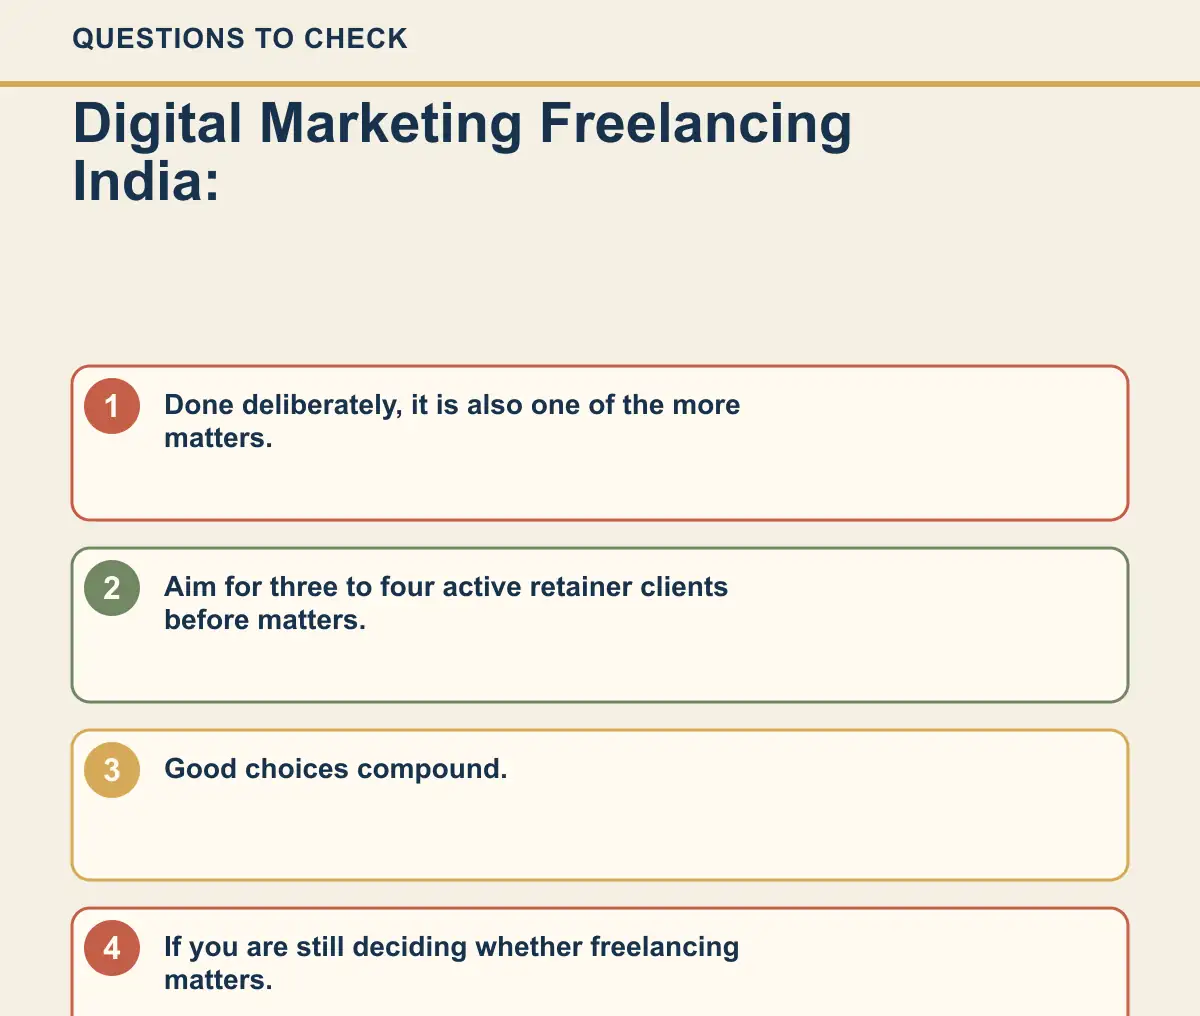 QUESTIONS TO CHECK
Digital Marketing Freelancing
India:
1
Done deliberately, it is also one of the more
matters.
2
Aim for three to four active retainer clients
before matters.
3
Good choices compound.
4
If you are still deciding whether freelancing
matters.